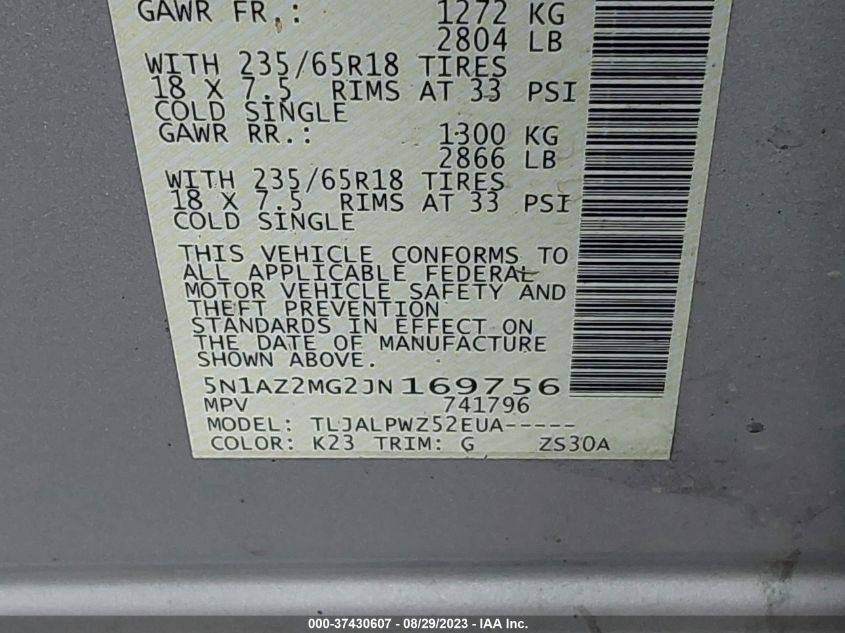 GAWR FR.: 1272 KG
2804 LB
WITH 235/65R18 TIRES
18 X 7.5 RIMS AT 33 PSI
COLD SINGLE
GAWR RR.: 1300 KG
2866 LB
WITH 235/65R18 TIRES
18 X 7.5 RIMS AT 33 PSI
COLD SINGLE
THIS VEHICLE CONFORMS TO
ALL APPLICABLE FEDERAL
MOTOR VEHICLE SAFETY AND
THEFT PREVENTION
STANDARDS IN EFFECT ON
THE DATE OF MANUFACTURE
SHOWN ABOVE.
5N1AZ2MG2JN169756
MPV 741796
MODEL: TLJALPWZ52EUA-----
COLOR: K23 TRIM: G ZS30A
000-37430607 / 08/29/2023 - IAA Inc.